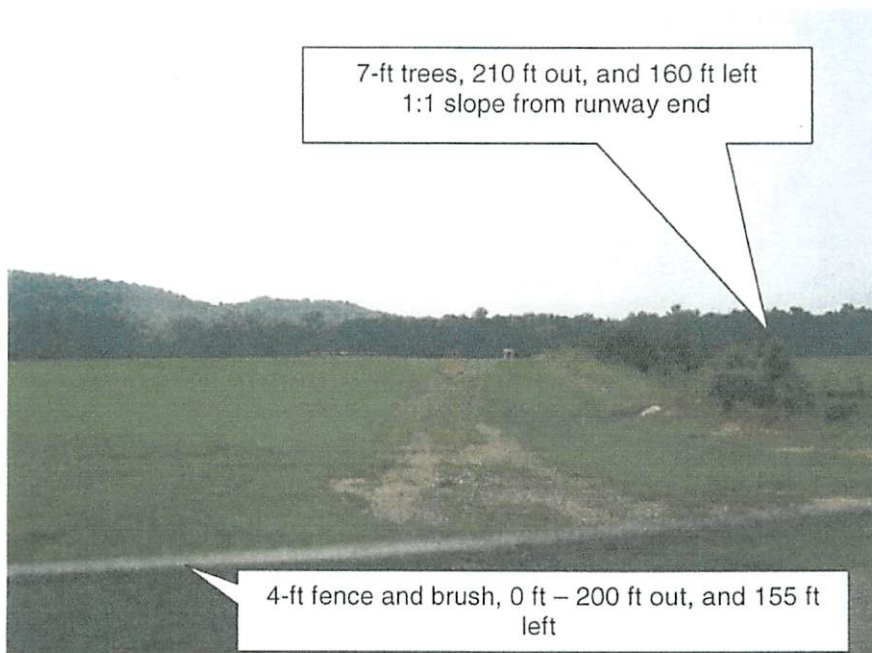 7-ft trees, 210 ft out, and 160 ft left
1:1 slope from runway end
4-ft fence and brush, 0 ft – 200 ft out, and 155 ft
left